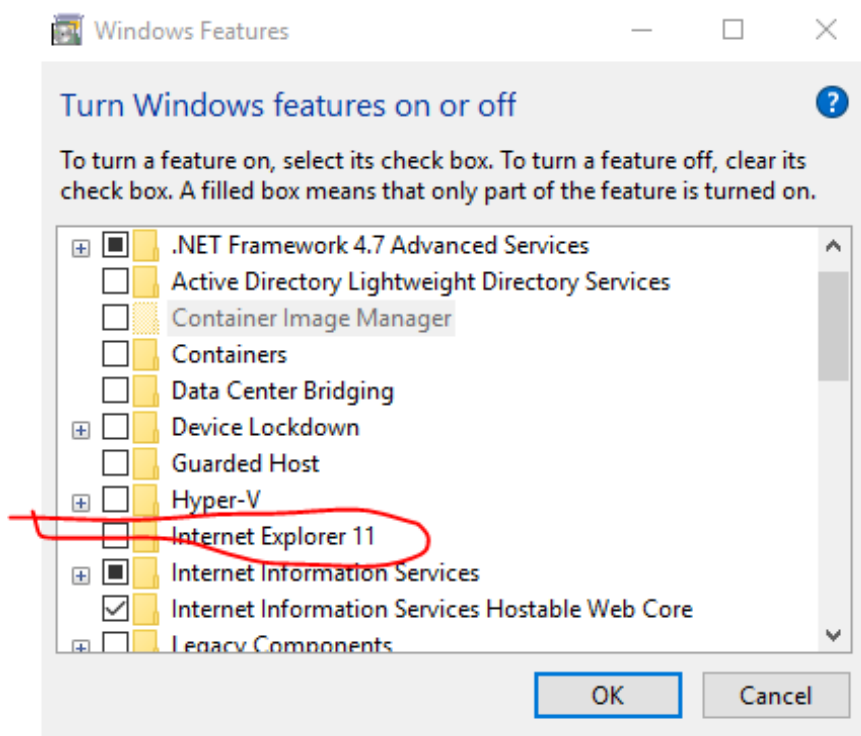 Windows Features
Turn Windows features on or off
?
To turn a feature on, select its check box. To turn a feature off, clear its
check box. A filled box means that only part of the feature is turned on.
.NET Framework 4.7 Advanced Services
Active Directory Lightweight Directory Services
Container Image Manager
Containers
Data Center Bridging
Device Lockdown
Guarded Host
Hyper-V
Internet Explorer 11
Internet Information Services
Internet Information Services Hostable Web Core
Legacy Components
OK Cancel